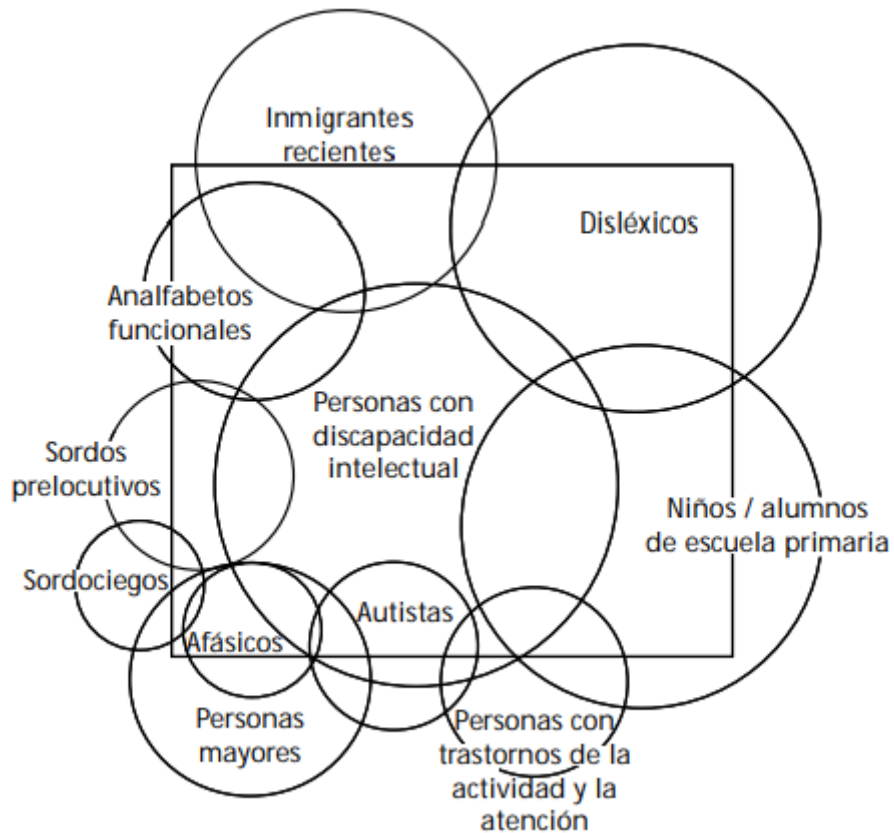 Inmigrantes
recientes
Disléxicos
Analfabetos
funcionales
Personas con
discapacidad
intelectual
Sordos
prelocutivos
Niños / alumnos
de escuela primaria
Sordociegos
Autistas
Afásicos
Personas
mayores
Personas con
trastornos de la
actividad y la
atención